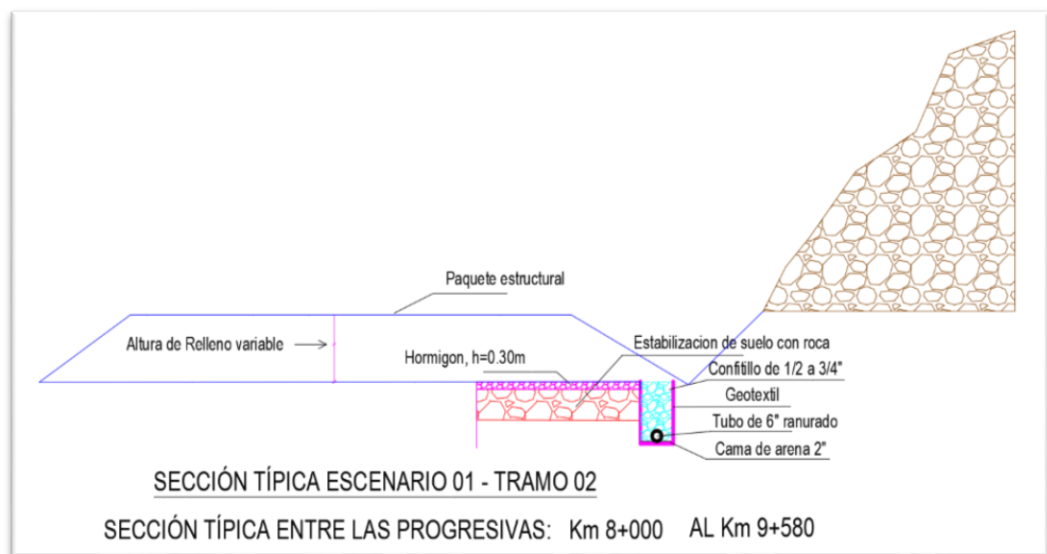 Paquete estructural
Altura de Relleno variable
Estabilizacion de suelo con roca
Hormigon, h=0.30m
Confitillo de 1/2 a 3/4"
Geotextil
Tubo de 6" ranurado
Cama de arena 2"
SECCIÓN TÍPICA ESCENARIO 01 - TRAMO 02
SECCIÓN TÍPICA ENTRE LAS PROGRESIVAS: Km 8+000 AL Km 9+580